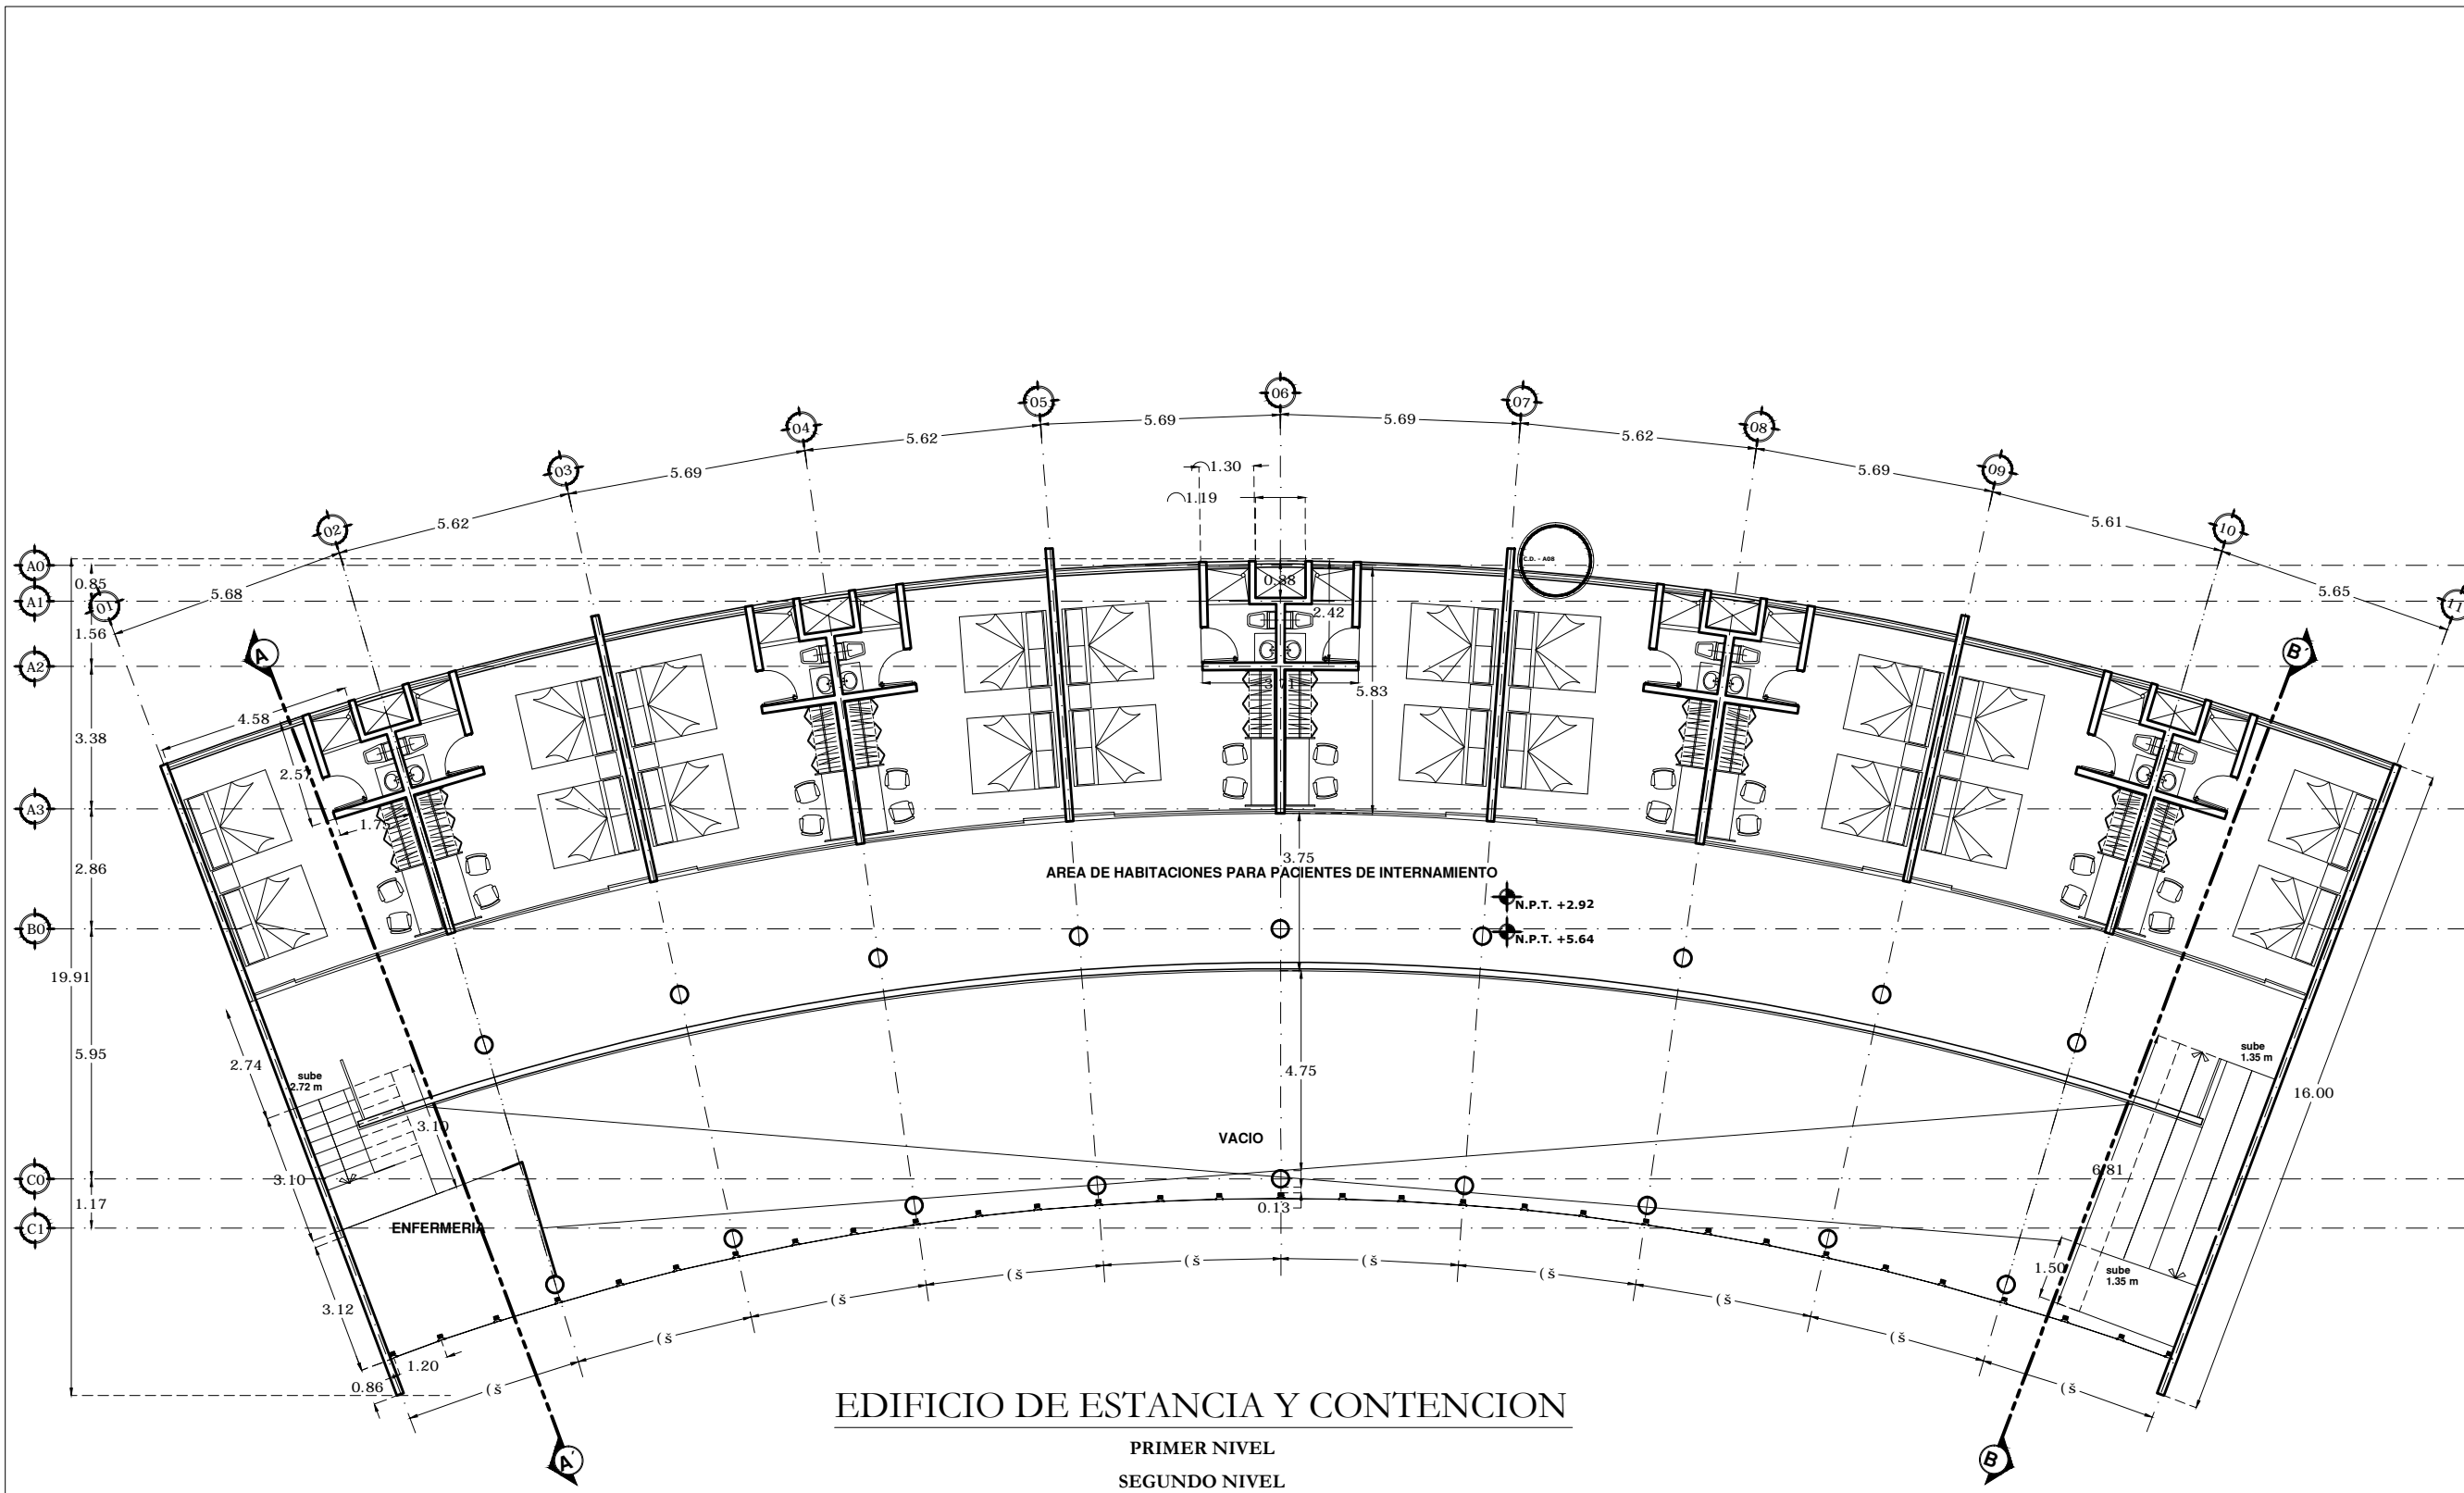 06
05
07
04
08
03
09
02
10
01
11
5.69
5.69
5.62
5.62
5.69
5.69
5.62
5.61
5.68
5.65
1.30
1.19
A0
0.85
A1
1.56
A2
3.38
A3
2.86
B0
19.91
5.95
C0
1.17
C1
C.D. - A08
0.88
2.42
5.83
A
B'
4.58
2.57
1.75
3.75
AREA DE HABITACIONES PARA PACIENTES DE INTERNAMIENTO
N.P.T. +2.92
N.P.T. +5.64
2.74
sube
2.72 m
3.10
3.10
4.75
sube
1.35 m
16.00
VACIO
6.81
ENFERMERIA
0.13
1.50
sube
1.35 m
3.12
1.20
0.86
(š
(š
(š
(š
(š
(š
(š
(š
(š
(š
EDIFICIO DE ESTANCIA Y CONTENCION
PRIMER NIVEL
SEGUNDO NIVEL
A'
B